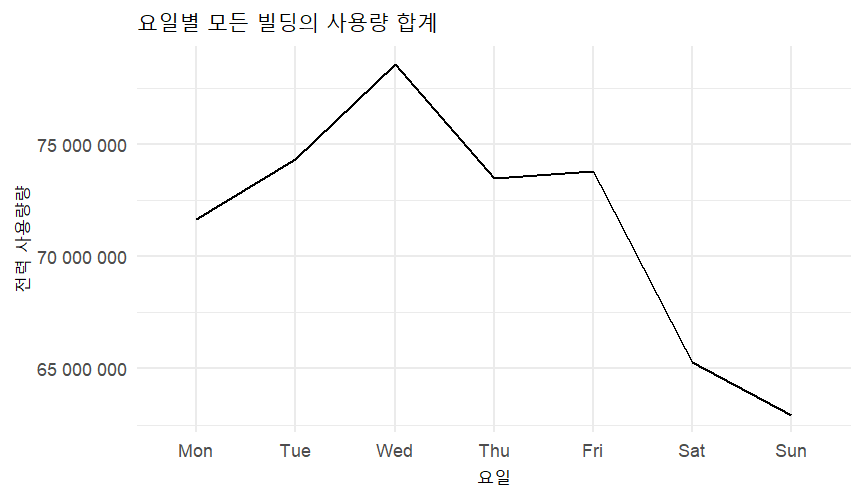 요일별 모든 빌딩의 사용량 합계
전력 사용량량
75 000 000
70 000 000
65 000 000
Mon Tue Wed Thu Fri Sat Sun
요일